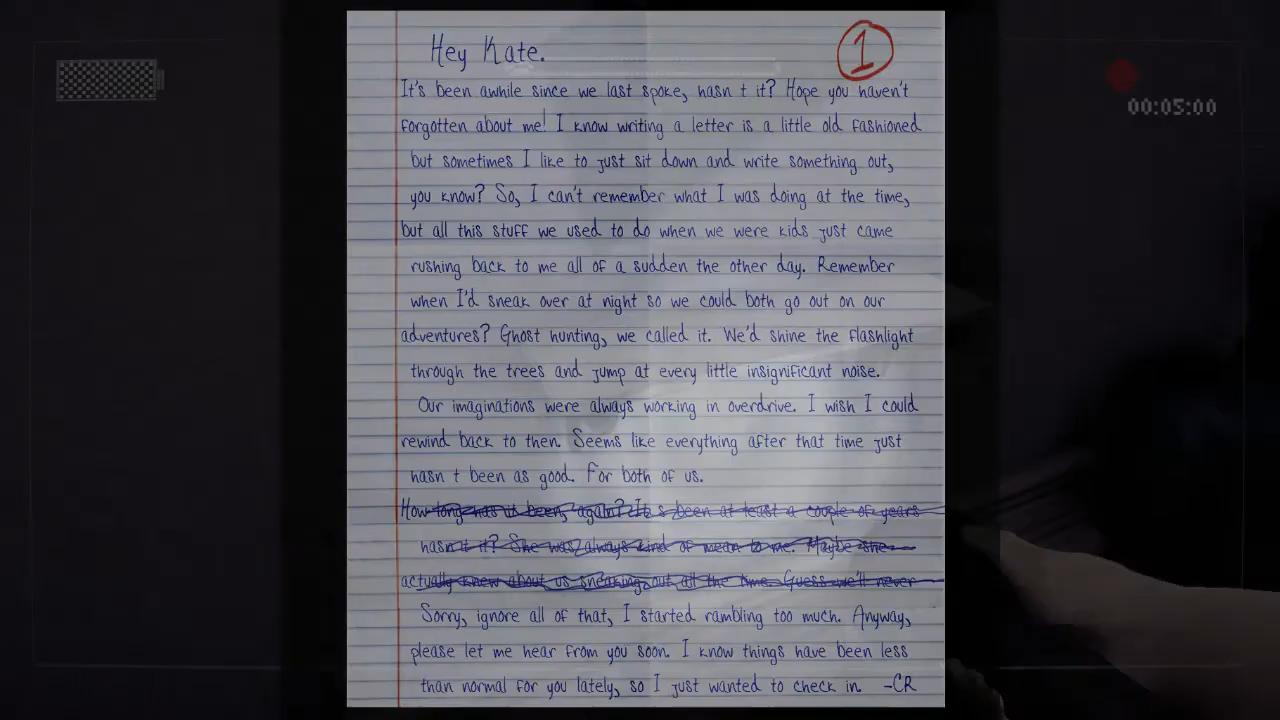 Hey Kate.
1
00:05:00
It's been awhile since we last spoke, hasn t it? Hope you haven't
forgotten about me! I know writing a letter is a little old fashioned
but sometimes I like to just sit down and write something out,
you know? So, I can't remember what I was doing at the time,
but all this stuff we used to do when we were kids just came
rushing back to me all of a sudden the other day. Remember
when I'd sneak over at night so we could both go out on our
adventures? Ghost hunting, we called it. We'd shine the flashlight
through the trees and jump at every little insignificant noise.
Our imaginations were always working in overdrive. I wish I could
rewind back to then. Seems like everything after that time just
hasn t been as good. For both of us.
How long has it been, again? It s been at least a couple of years
hasn t it? She was always kind of mean to me. Maybe she
actually knew about us sneaking out all the time. Guess we'll never
Sorry, ignore all of that, I started rambling too much. Anyway,
please let me hear from you soon. I know things have been less
than normal for you lately, so I just wanted to check in. -CR